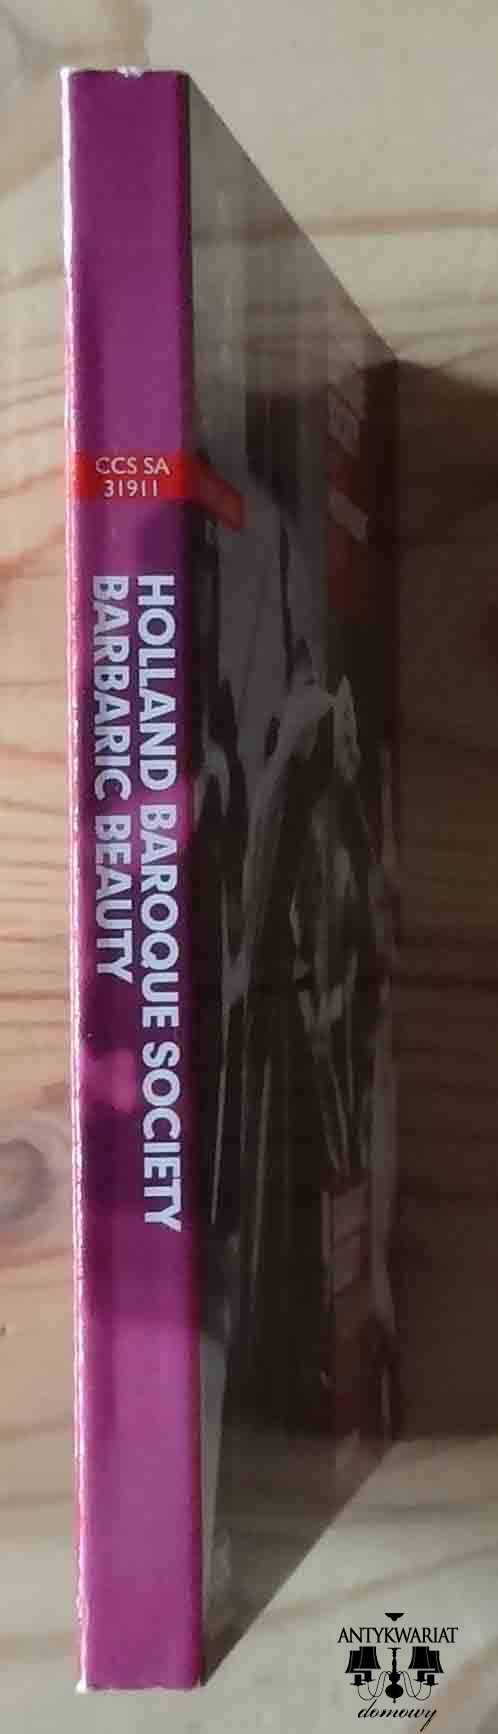 CCS SA
31911
HOLLAND BAROQUE SOCIETY
BARBARIC BEAUTY
ANTYKWARIAT
domowy